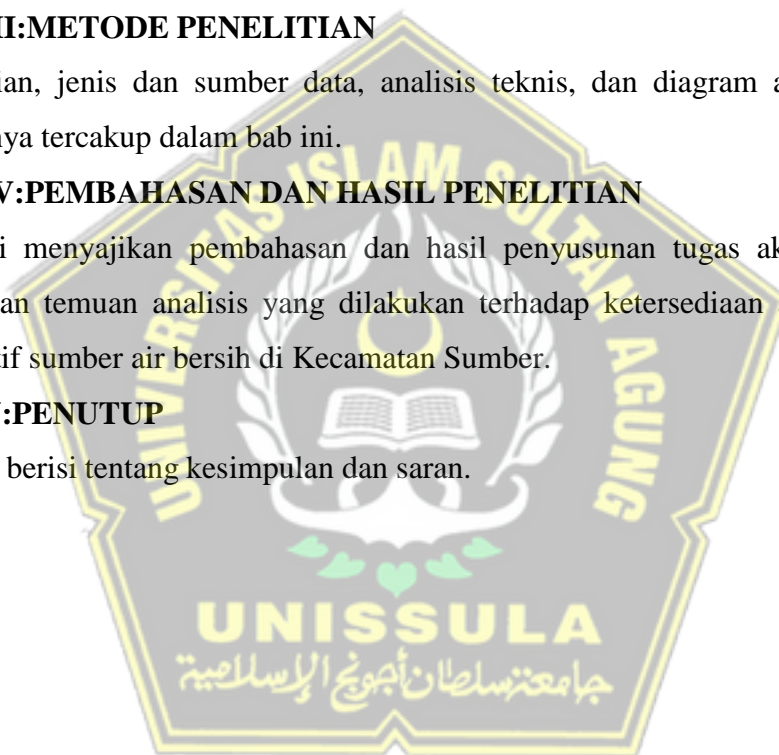 II:METODE PENELITIAN
ian, jenis dan sumber data, analisis teknis, dan diagram a
nya tercakup dalam bab ini.
V:PEMBAHASAN DAN HASIL PENELITIAN
i menyajikan pembahasan dan hasil penyusunan tugas ak
an temuan analisis yang dilakukan terhadap ketersediaan
tif sumber air bersih di Kecamatan Sumber.
:PENUTUP
berisi tentang kesimpulan dan saran.
UNIVERSITAS ISLAM SULTAN AGUNG
UNISSULA
جامعة سلطان أجونج الإسلامية